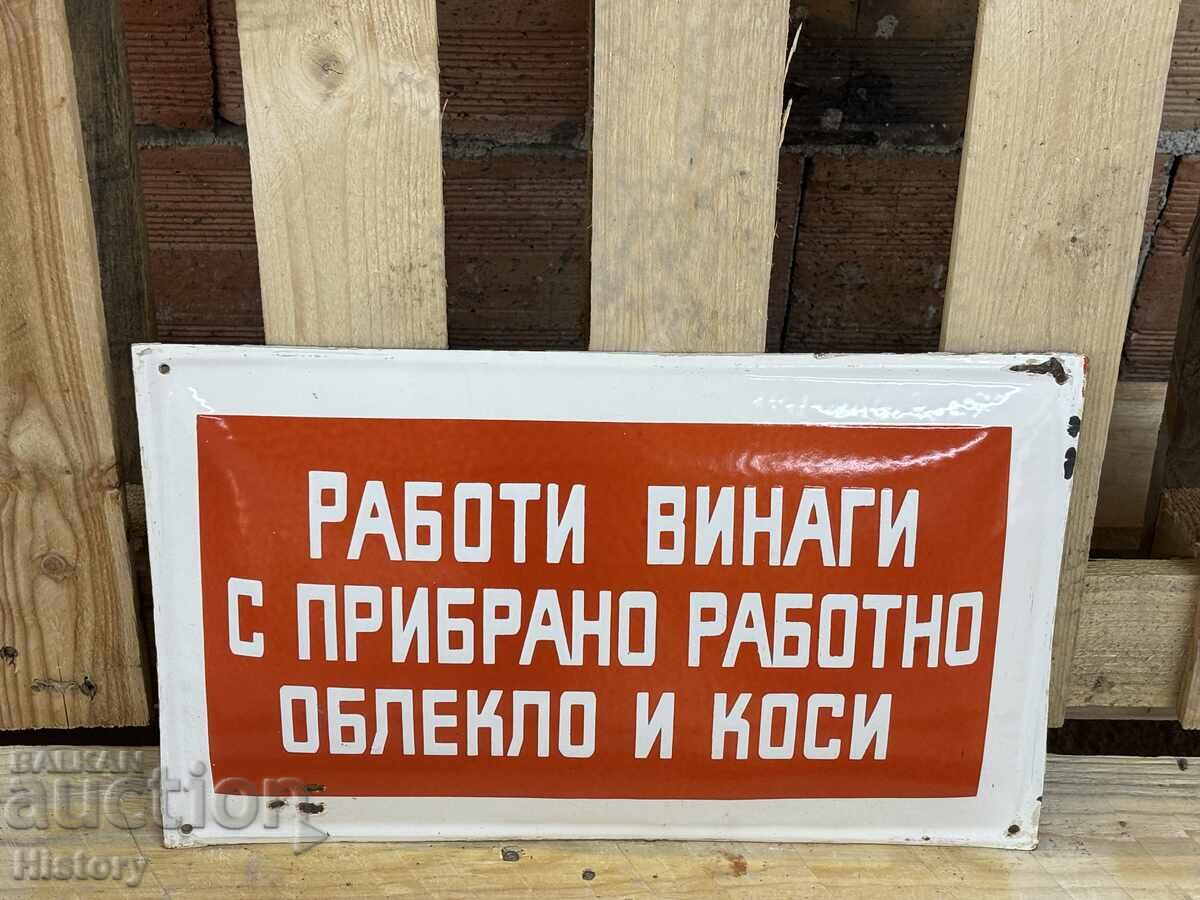 РАБОТИ ВИНАГИ
С ПРИБРАНО РАБОТНО
ОБЛЕКЛО И КОСИ
BALKAN
auction
History